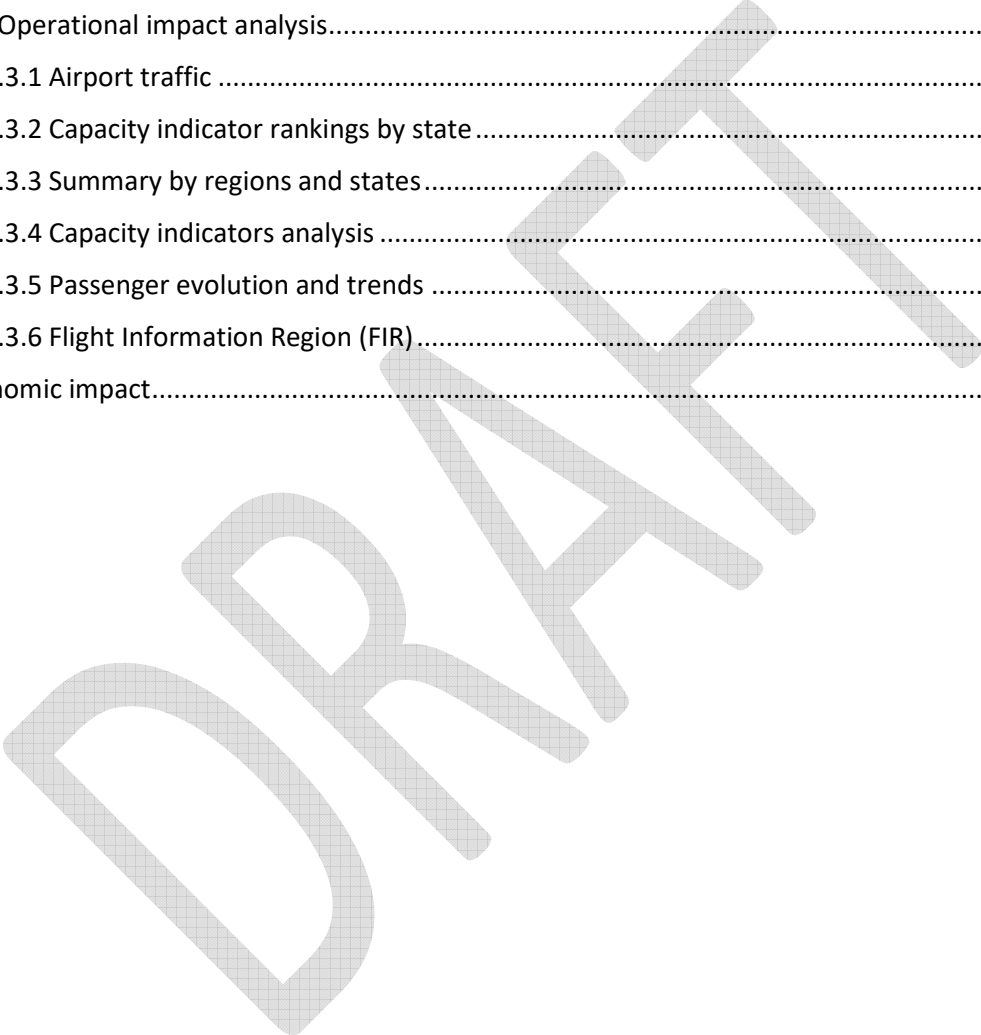 Operational impact analysis................................................................................................
.3.1 Airport traffic ................................................................................................
.3.2 Capacity indicator rankings by state................................................................
.3.3 Summary by regions and states................................................................
.3.4 Capacity indicators analysis ................................................................
.3.5 Passenger evolution and trends ................................................................
.3.6 Flight Information Region (FIR)................................................................
nomic impact................................................................................................
DRAFT